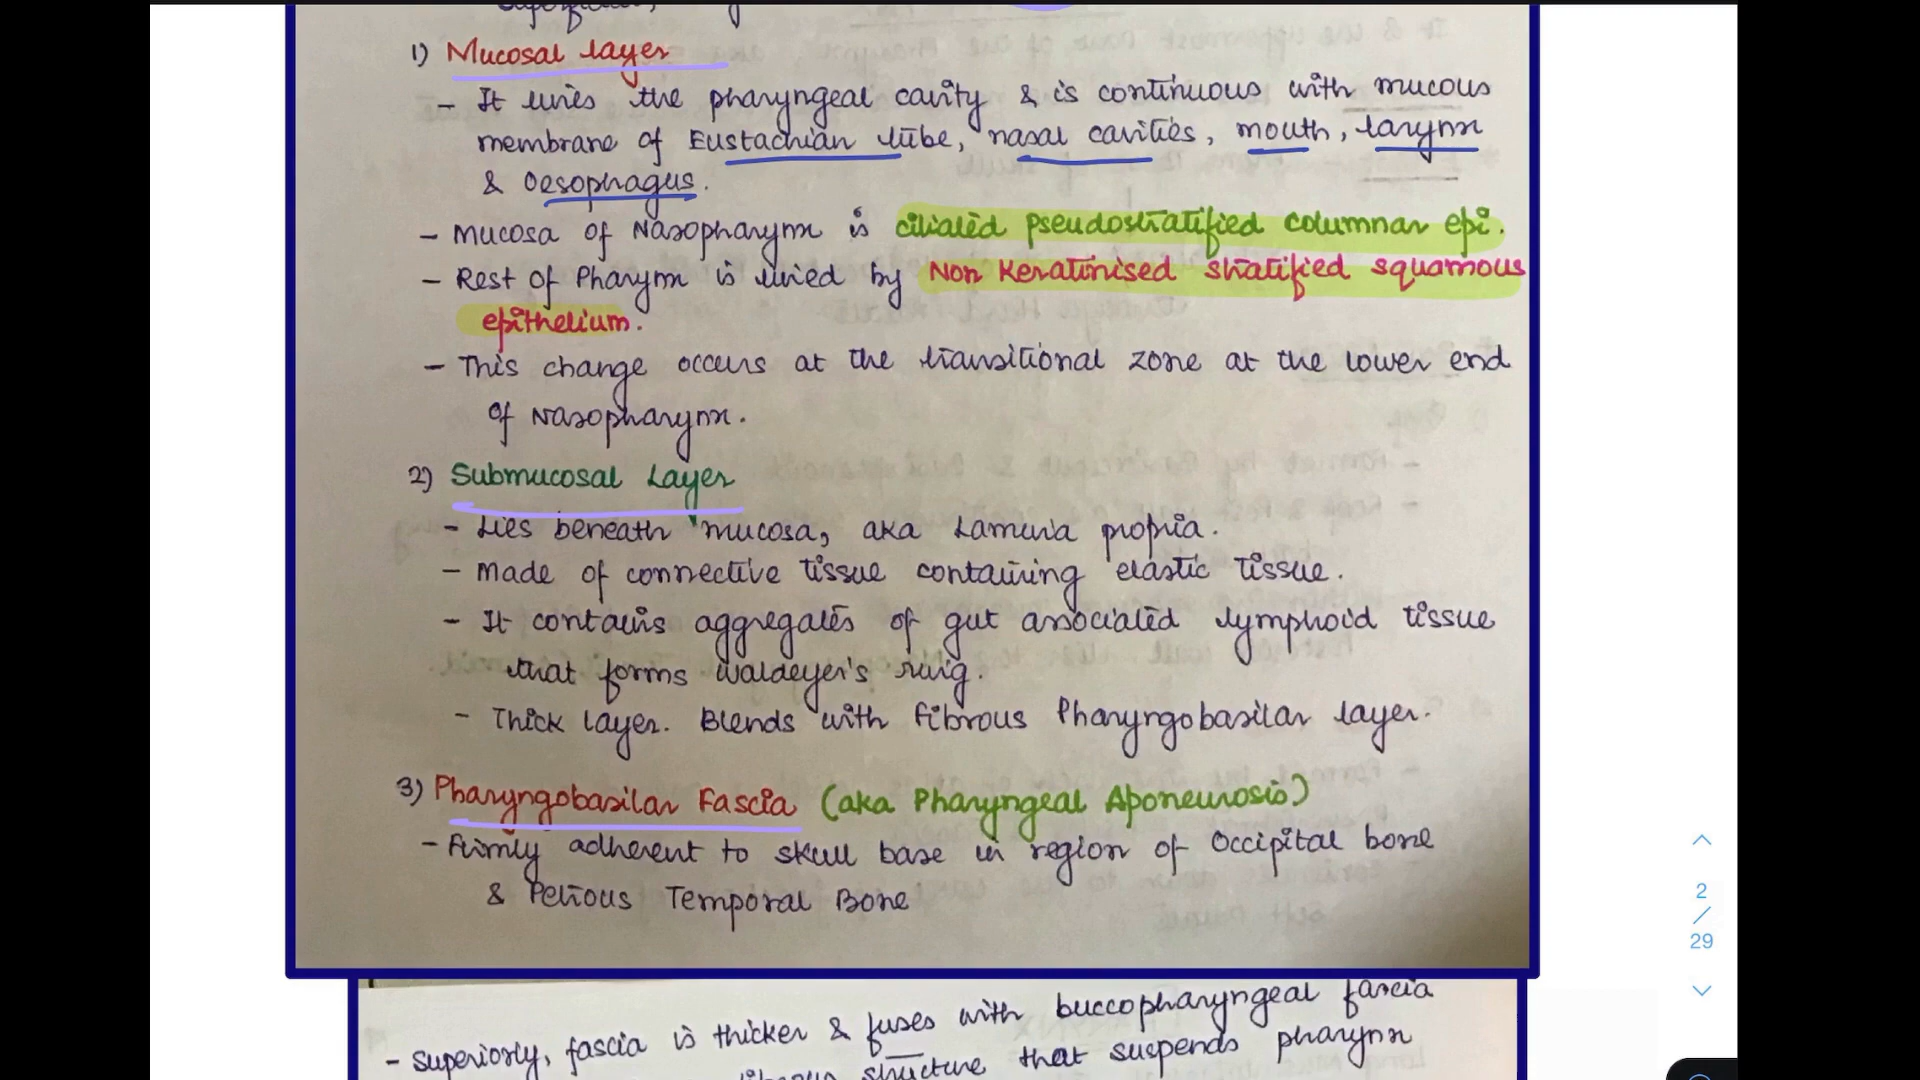 1) Mucosal layer
- It lines the pharyngeal cavity & is continuous with mucous
membrane of Eustachian tube, nasal cavities, mouth, larynx
& Oesophagus.
- Mucosa of Nasopharynx is ciliated pseudostratified columnar epi.
- Rest of Pharynx is lined by Non Keratinised stratified squamous
epithelium.
- This change occurs at the transitional zone at the lower end
of Nasopharynx.
2) Submucosal Layer
- Lies beneath mucosa, aka Lamina propria.
- Made of connective tissue containing elastic tissue.
- It contains aggregates of gut associated lymphoid tissue
that forms Waldeyer's ring.
- Thick layer. Blends with fibrous Pharyngobasilar layer.
3) Pharyngobasilar Fascia (aka Pharyngeal Aponeurosis)
- Firmly adherent to skull base in region of Occipital bone
& Petrous Temporal Bone
- superiorly, fascia is thicker & fuses with buccopharyngeal fascia
structure that suspends pharynx
2
/
29